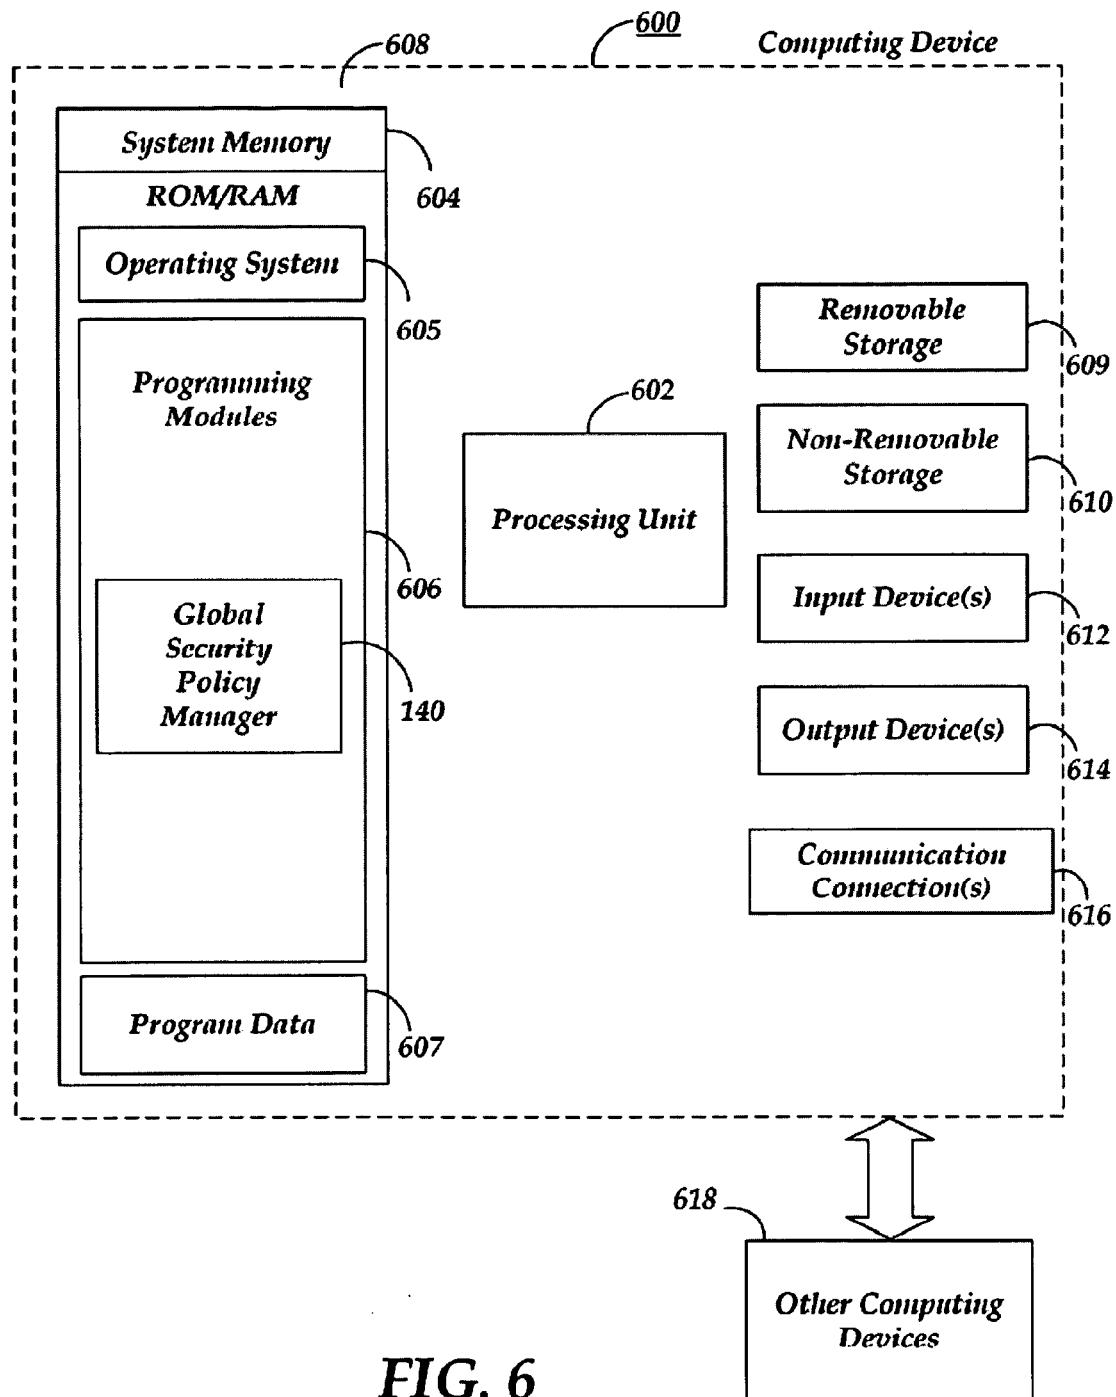 600
Computing Device
608
System Memory
604
ROM/RAM
Operating System
605
Programming
Modules
606
Global
Security
Policy
Manager
140
Program Data
607
602
Processing Unit
Removable
Storage
609
Non-Removable
Storage
610
Input Device(s)
612
Output Device(s)
614
Communication
Connection(s)
616
618
Other Computing
Devices
FIG. 6